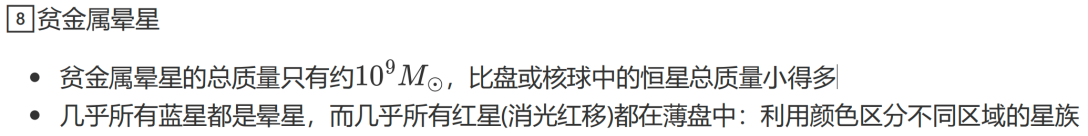 8 贫金属晕星
• 贫金属晕星的总质量只有约10⁹M⊙，比盘或核球中的恒星总质量小得多
• 几乎所有蓝星都是晕星，而几乎所有红星(消光红移)都在薄盘中：利用颜色区分不同区域的星族